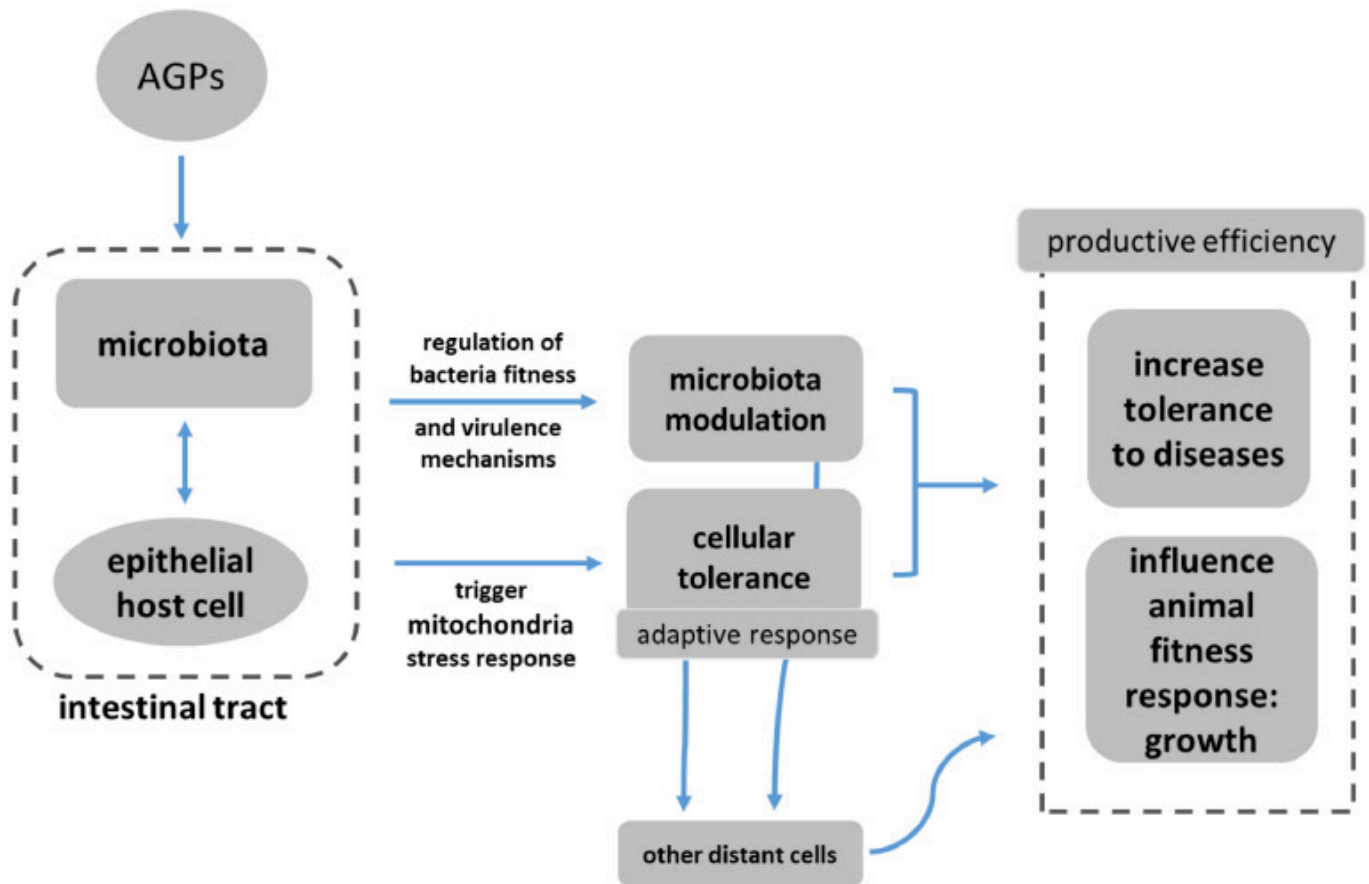 AGPs
microbiota
epithelial
host cell
intestinal tract
regulation of
bacteria fitness
and virulence
mechanisms
trigger
mitochondria
stress response
microbiota
modulation
cellular
tolerance
adaptive response
other distant cells
productive efficiency
increase
tolerance
to diseases
influence
animal
fitness
response:
growth